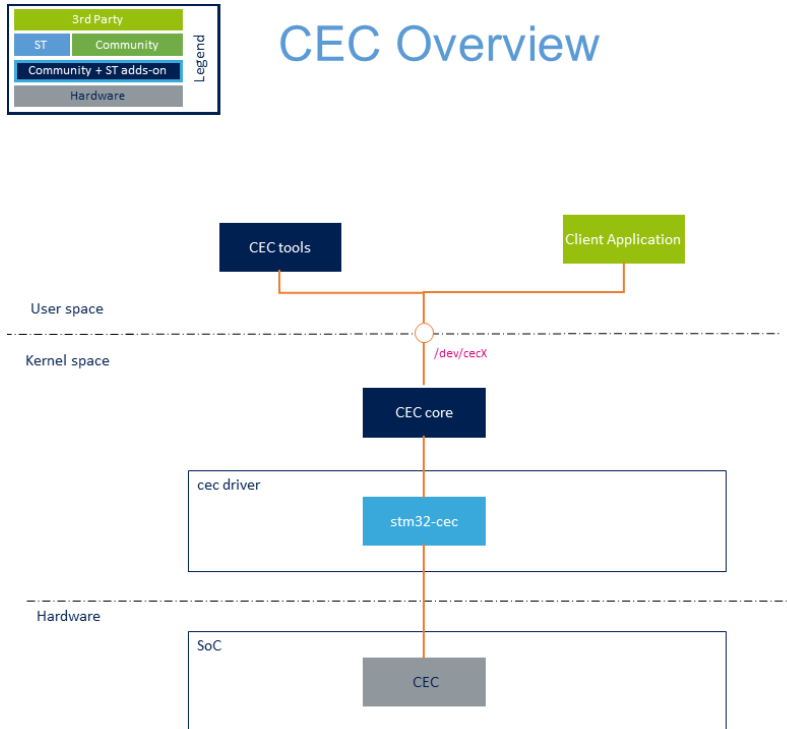 3rd Party
ST
Community
Community + ST adds-on
Hardware
Legend
CEC Overview
CEC tools
Client Application
User space
/dev/cecX
Kernel space
CEC core
cec driver
stm32-cec
Hardware
SoC
CEC